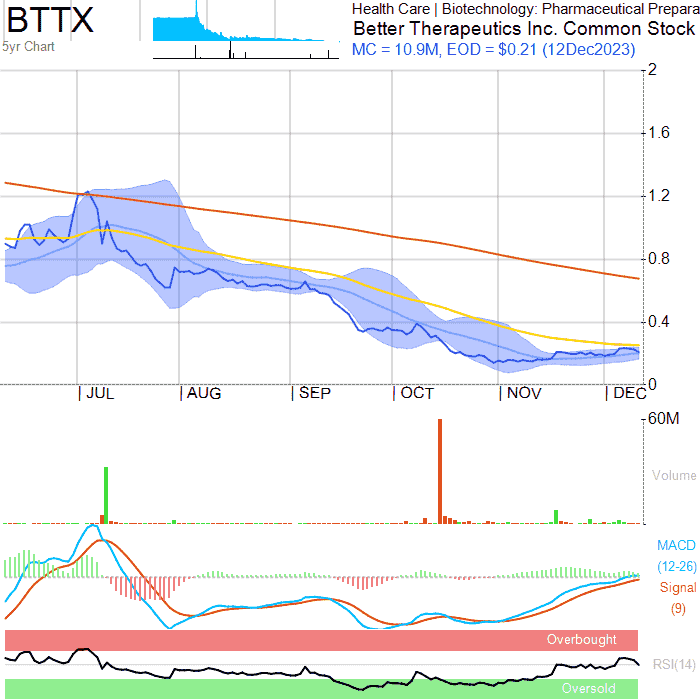 BTTX
5yr Chart
Health Care | Biotechnology: Pharmaceutical Prepara
Better Therapeutics Inc. Common Stock
MC = 10.9M, EOD = $0.21 (12Dec2023)
2
1.6
1.2
0.8
0.4
0
JUL AUG SEP OCT NOV DEC
60M
Volume
MACD
(12-26)
Signal
(9)
Overbought
RSI(14)
Oversold